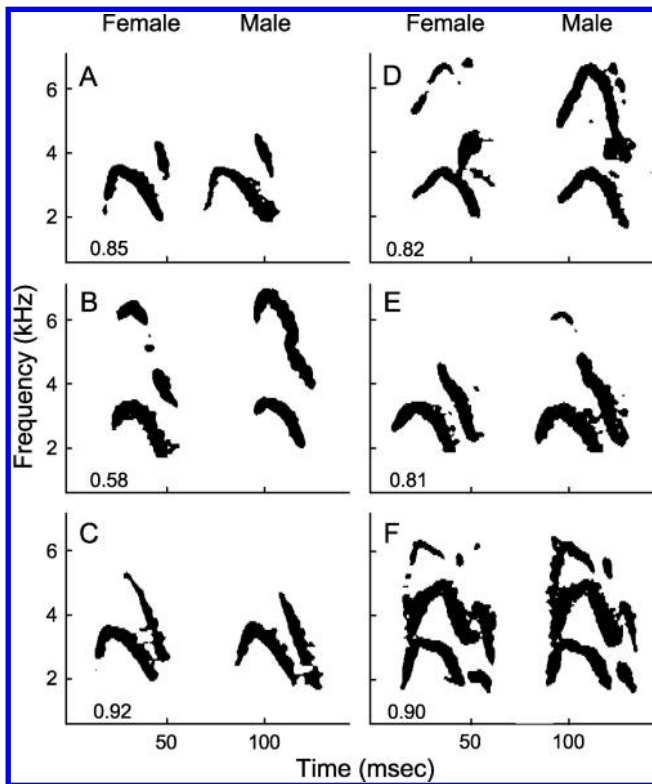 Female Male Female Male
A D
6
4
2
0.85 0.82
B E
6
4
2
0.58 0.81
C F
6
4
2
0.92 0.90
50 100 50 100
Frequency (kHz)
Time (msec)